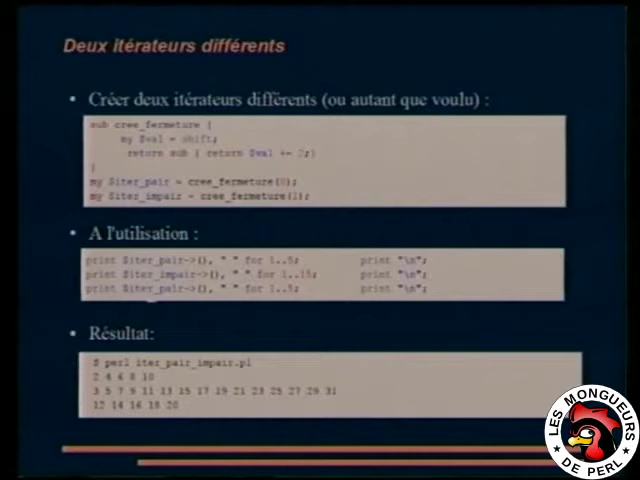 Deux itérateurs différents
• Créer deux itérateurs différents (ou autant que voulu) :
sub cree_fermeture {
my $val = shift;
return sub { return $val += 2;}
}
my $iter_pair = cree_fermeture(0);
my $iter_impair = cree_fermeture(1);
• A l'utilisation :
print $iter_pair->(), " " for 1..5; print "\n";
print $iter_impair->(), " " for 1..15; print "\n";
print $iter_pair->(), " " for 1..5; print "\n";
• Résultat:
$ perl iter_pair_impair.pl
2 4 6 8 10
3 5 7 9 11 13 15 17 19 21 23 25 27 29 31
12 14 16 18 20
LES MONGUEURS
DE PERL